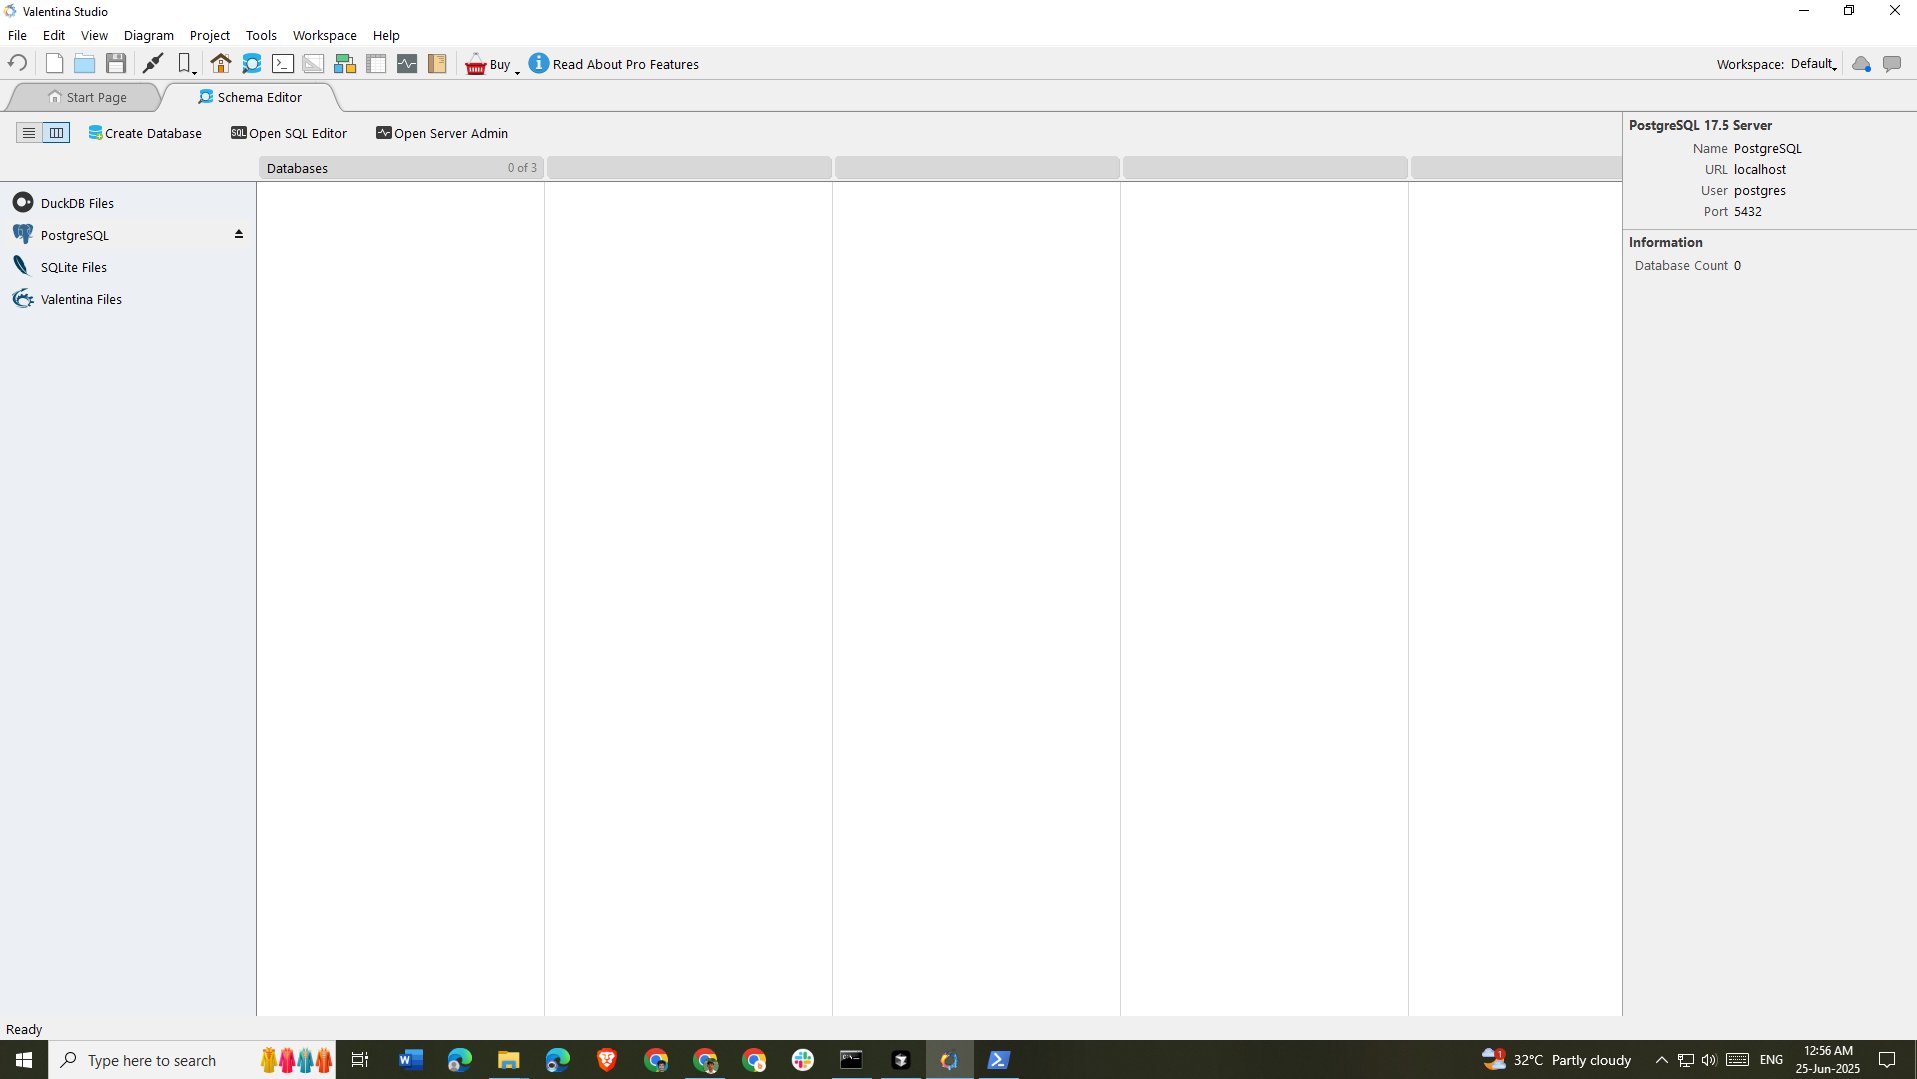 Valentina Studio
File Edit View Diagram Project Tools Workspace Help
Buy Read About Pro Features Workspace: Default
Start Page Schema Editor
SQL
Create Database Open SQL Editor Open Server Admin
Databases 0 of 3
DuckDB Files
PostgreSQL
SQLite Files
Valentina Files
PostgreSQL 17.5 Server
Name PostgreSQL
URL localhost
User postgres
Port 5432
Information
Database Count 0
Ready
Type here to search
W
1
32°C Partly cloudy
ENG
12:56 AM
25-Jun-2025